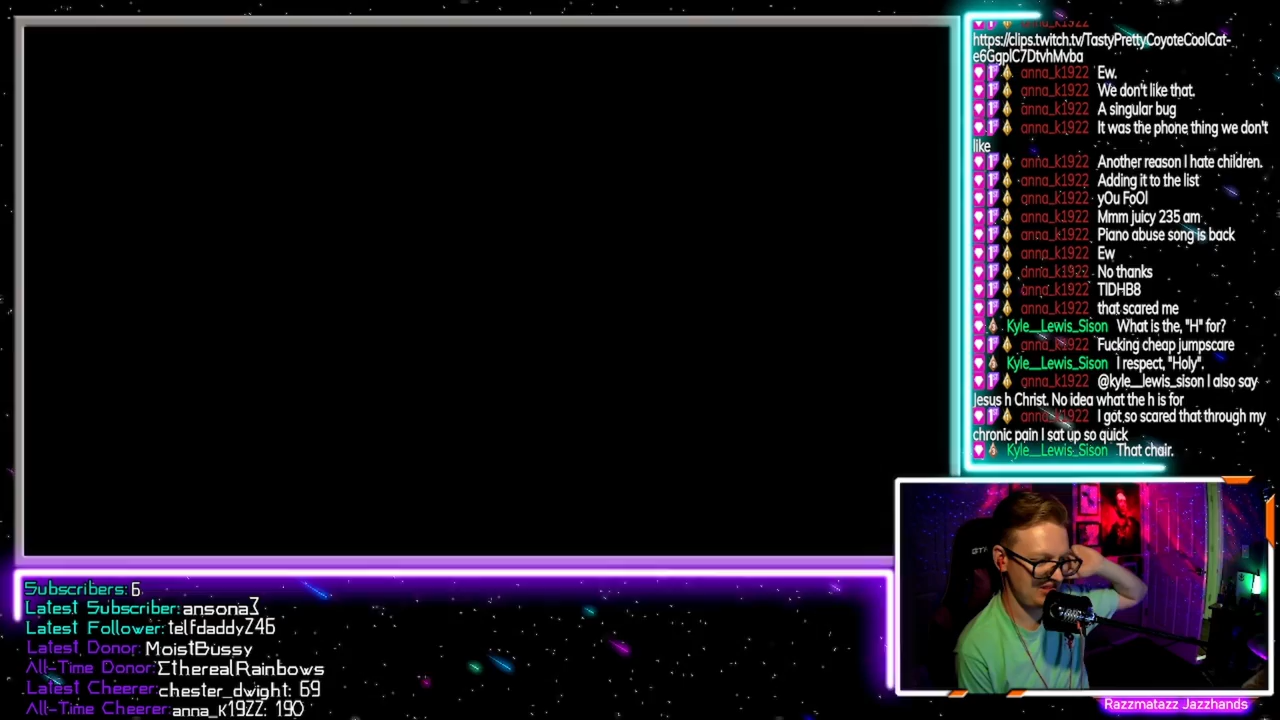 https://clips.twitch.tv/TastyPrettyCoyoteCoolCat-
e6GgplC7DtvhMvba
anna_k1922 Ew.
anna_k1922 We don't like that.
anna_k1922 A singular bug
anna_k1922 It was the phone thing we don't
like
anna_k1922 Another reason I hate children.
anna_k1922 Adding it to the list
anna_k1922 yOu FoOl
anna_k1922 Mmm juicy 235 am
anna_k1922 Piano abuse song is back
anna_k1922 Ew
anna_k1922 No thanks
anna_k1922 TIDHB8
anna_k1922 that scared me
Kyle__Lewis_Sison What is the, "H" for?
anna_k1922 Fucking cheap jumpscare
Kyle__Lewis_Sison I respect, "Holy".
anna_k1922 @kyle__lewis_sison I also say
Jesus h Christ. No idea what the h is for
anna_k1922 I got so scared that through my
chronic pain I sat up so quick
Kyle__Lewis_Sison That chair.
Subscribers: 6
Latest Subscriber: ansona3
Latest Follower: telfdaddy246
Latest Donor: MoistBussy
All-Time Donor: EtherealRainbows
Latest Cheerer: chester_dwight: 69
All-Time Cheerer: anna_k1922: 190
Razzmatazz Jazzhands